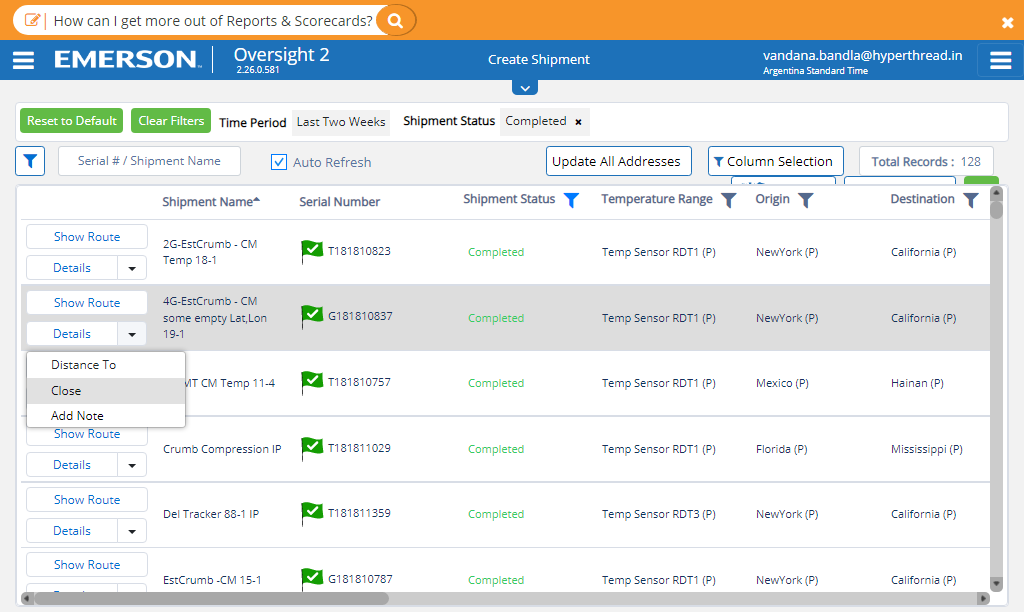 How can I get more out of Reports & Scorecards?
EMERSON.
Oversight 2
2.26.0.581
Create Shipment
vandana.bandla@hyperthread.in
Argentina Standard Time
Reset to Default
Clear Filters
Time Period
Last Two Weeks
Shipment Status
Completed ×
Serial # / Shipment Name
Auto Refresh
Update All Addresses
Column Selection
Total Records : 128
Shipment Name
Serial Number
Shipment Status
Temperature Range
Origin
Destination
Show Route
Details
2G-EstCrumb - CM
Temp 18-1
T181810823
Completed
Temp Sensor RDT1 (P)
NewYork (P)
California (P)
Show Route
Details
4G-EstCrumb - CM
some empty Lat,Lon
19-1
G181810837
Completed
Temp Sensor RDT1 (P)
NewYork (P)
California (P)
Distance To
Close
Add Note
MT CM Temp 11-4
T181810757
Completed
Temp Sensor RDT1 (P)
Mexico (P)
Hainan (P)
Show Route
Details
Crumb Compression IP
T181811029
Completed
Temp Sensor RDT1 (P)
Florida (P)
Mississippi (P)
Show Route
Details
Del Tracker 88-1 IP
T181811359
Completed
Temp Sensor RDT3 (P)
NewYork (P)
California (P)
Show Route
EstCrumb -CM 15-1
G181810787
Completed
Temp Sensor RDT1 (P)
NewYork (P)
California (P)